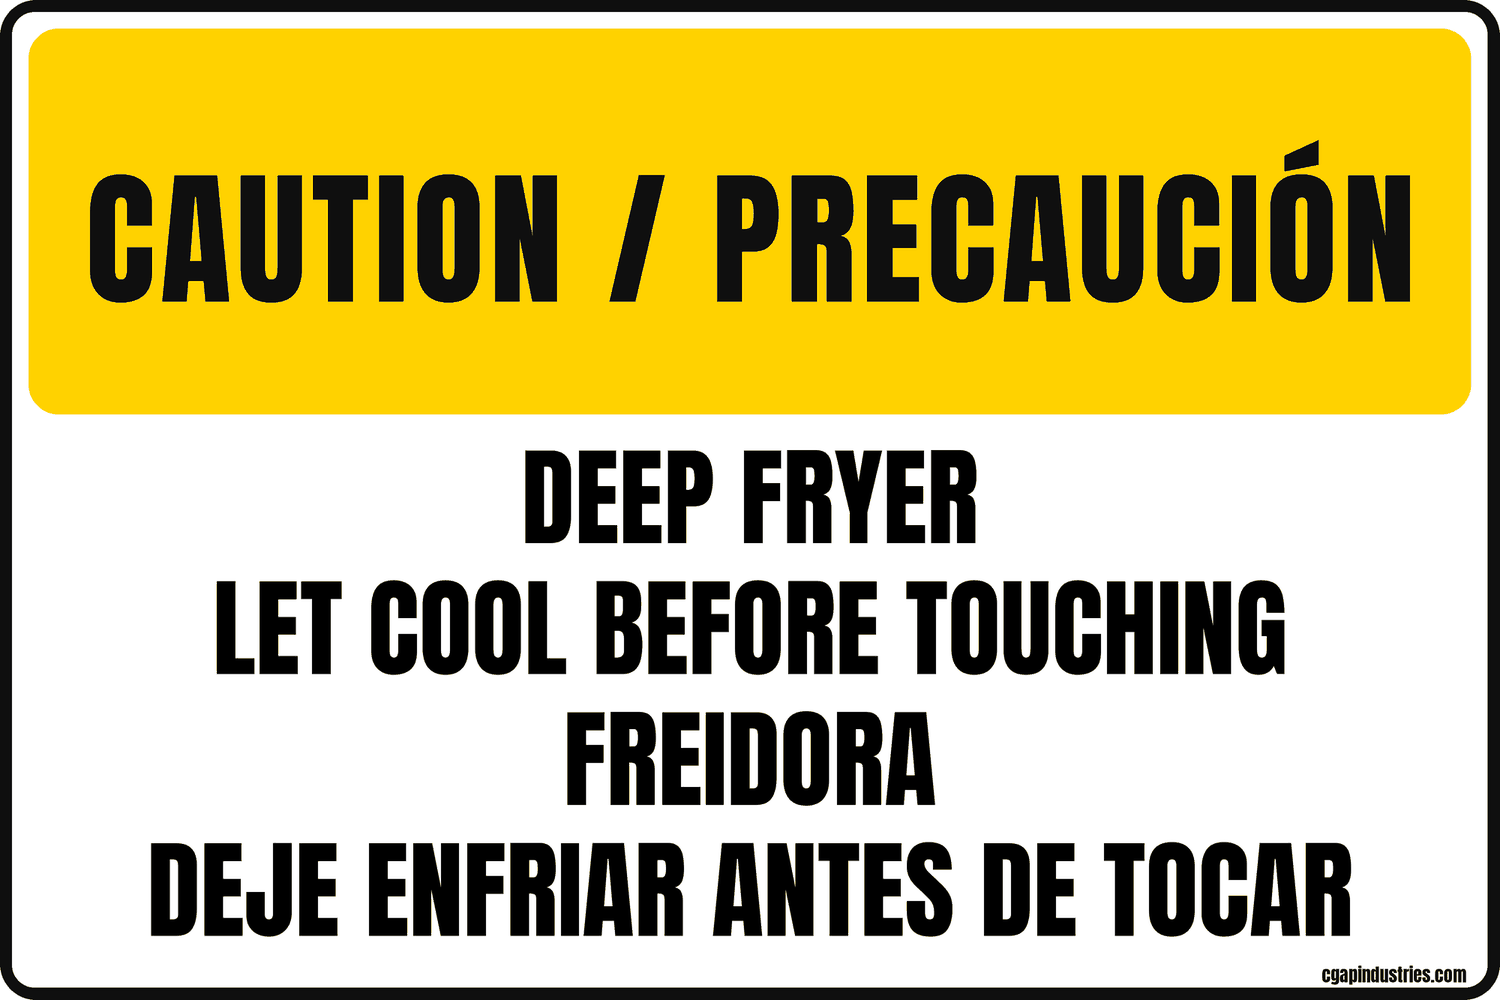 CAUTION / PRECAUCIÓN
DEEP FRYER
LET COOL BEFORE TOUCHING
FREIDORA
DEJE ENFRIAR ANTES DE TOCAR
cgapindustries.com